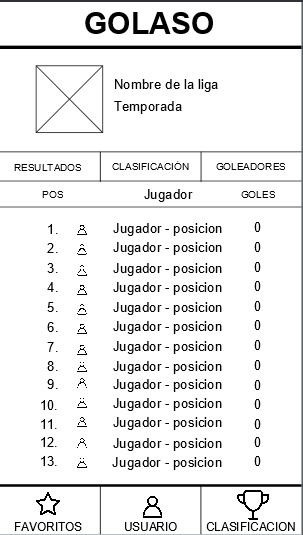 GOLASO
Nombre de la liga
Temporada
RESULTADOS CLASIFICACIÓN GOLEADORES
POS Jugador GOLES
1. Jugador - posicion 0
2. Jugador - posicion 0
3. Jugador - posicion 0
4. Jugador - posicion 0
5. Jugador - posicion 0
6. Jugador - posicion 0
7. Jugador - posicion 0
8. Jugador - posicion 0
9. Jugador - posicion 0
10. Jugador - posicion 0
11. Jugador - posicion 0
12. Jugador - posicion 0
13. Jugador - posicion 0
FAVORITOS USUARIO CLASIFICACION